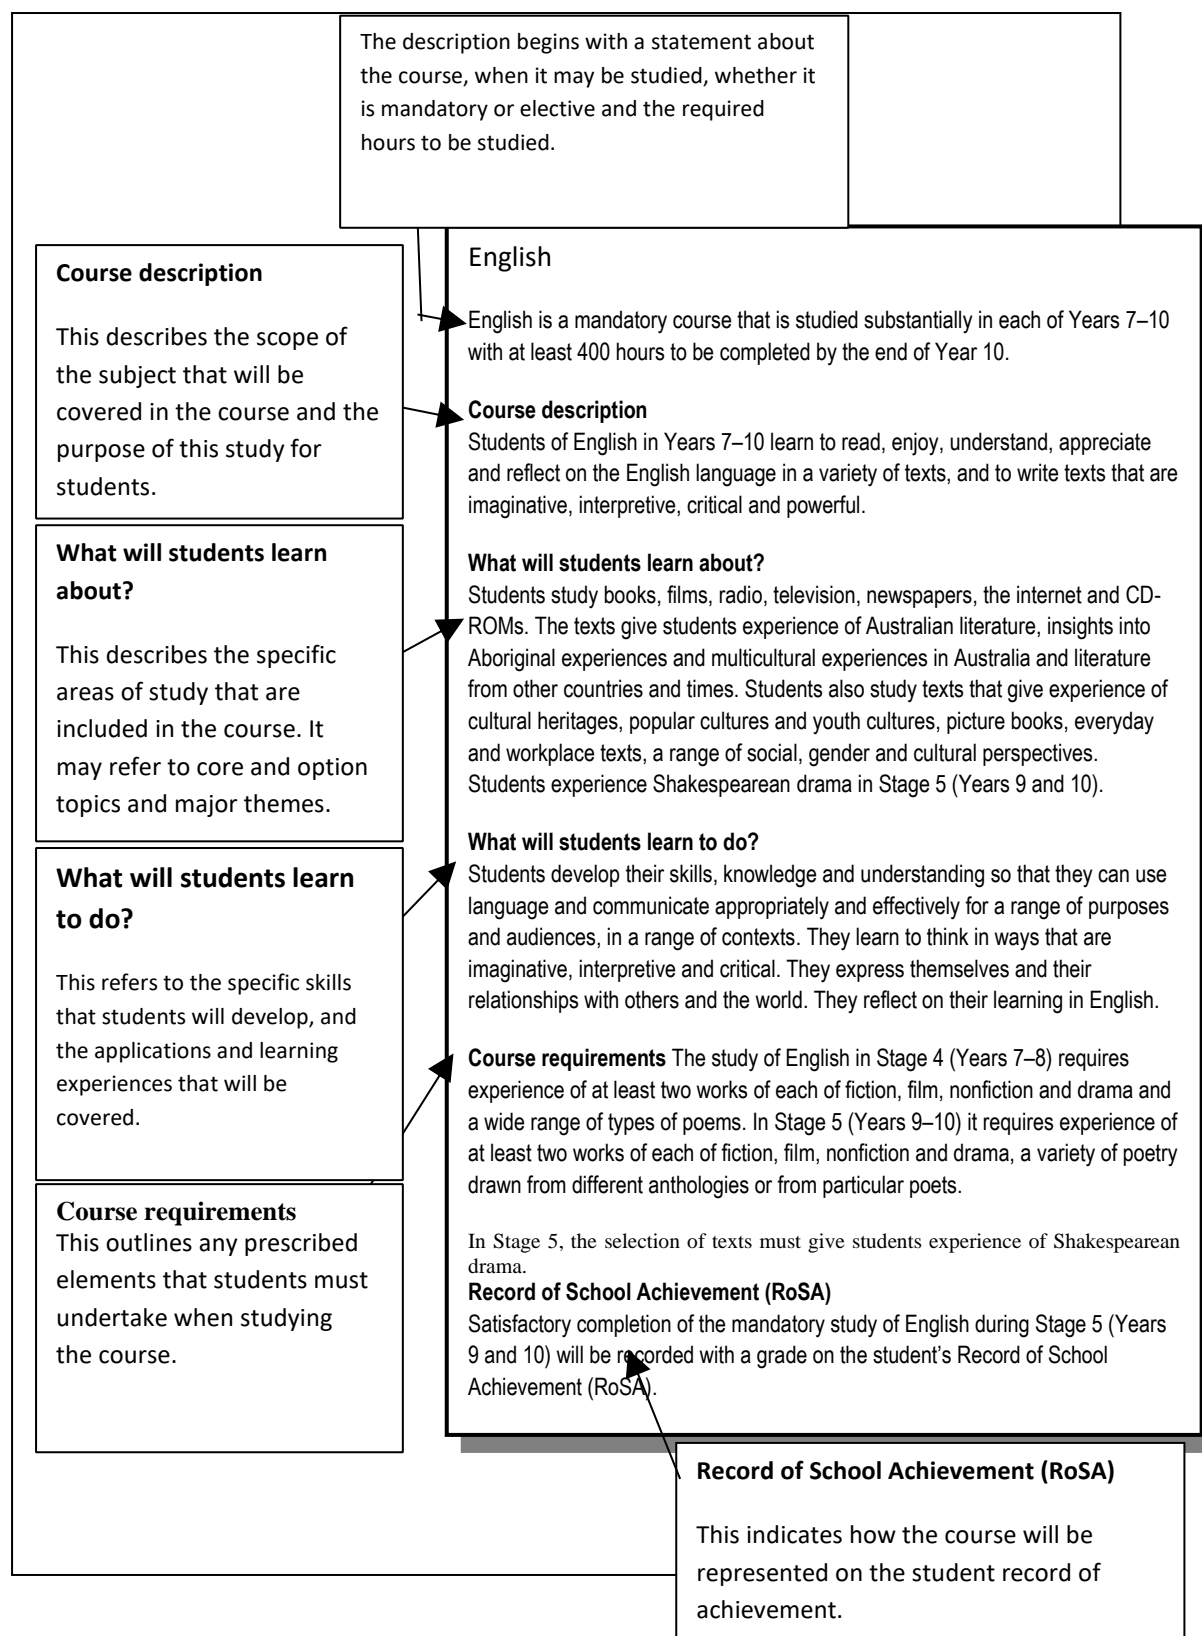 The description begins with a statement about
the course, when it may be studied, whether it
is mandatory or elective and the required
hours to be studied.
Course description
This describes the scope of
the subject that will be
covered in the course and the
purpose of this study for
students.
What will students learn
about?
This describes the specific
areas of study that are
included in the course. It
may refer to core and option
topics and major themes.
What will students learn
to do?
This refers to the specific skills
that students will develop, and
the applications and learning
experiences that will be
covered.
Course requirements
This outlines any prescribed
elements that students must
undertake when studying
the course.
English
English is a mandatory course that is studied substantially in each of Years 7–10
with at least 400 hours to be completed by the end of Year 10.
Course description
Students of English in Years 7–10 learn to read, enjoy, understand, appreciate
and reflect on the English language in a variety of texts, and to write texts that are
imaginative, interpretive, critical and powerful.
What will students learn about?
Students study books, films, radio, television, newspapers, the internet and CD-
ROMs. The texts give students experience of Australian literature, insights into
Aboriginal experiences and multicultural experiences in Australia and literature
from other countries and times. Students also study texts that give experience of
cultural heritages, popular cultures and youth cultures, picture books, everyday
and workplace texts, a range of social, gender and cultural perspectives.
Students experience Shakespearean drama in Stage 5 (Years 9 and 10).
What will students learn to do?
Students develop their skills, knowledge and understanding so that they can use
language and communicate appropriately and effectively for a range of purposes
and audiences, in a range of contexts. They learn to think in ways that are
imaginative, interpretive and critical. They express themselves and their
relationships with others and the world. They reflect on their learning in English.
Course requirements The study of English in Stage 4 (Years 7–8) requires
experience of at least two works of each of fiction, film, nonfiction and drama and
a wide range of types of poems. In Stage 5 (Years 9–10) it requires experience of
at least two works of each of fiction, film, nonfiction and drama, a variety of poetry
drawn from different anthologies or from particular poets.
In Stage 5, the selection of texts must give students experience of Shakespearean
drama.
Record of School Achievement (RoSA)
Satisfactory completion of the mandatory study of English during Stage 5 (Years
9 and 10) will be recorded with a grade on the student’s Record of School
Achievement (RoSA).
Record of School Achievement (RoSA)
This indicates how the course will be
represented on the student record of
achievement.